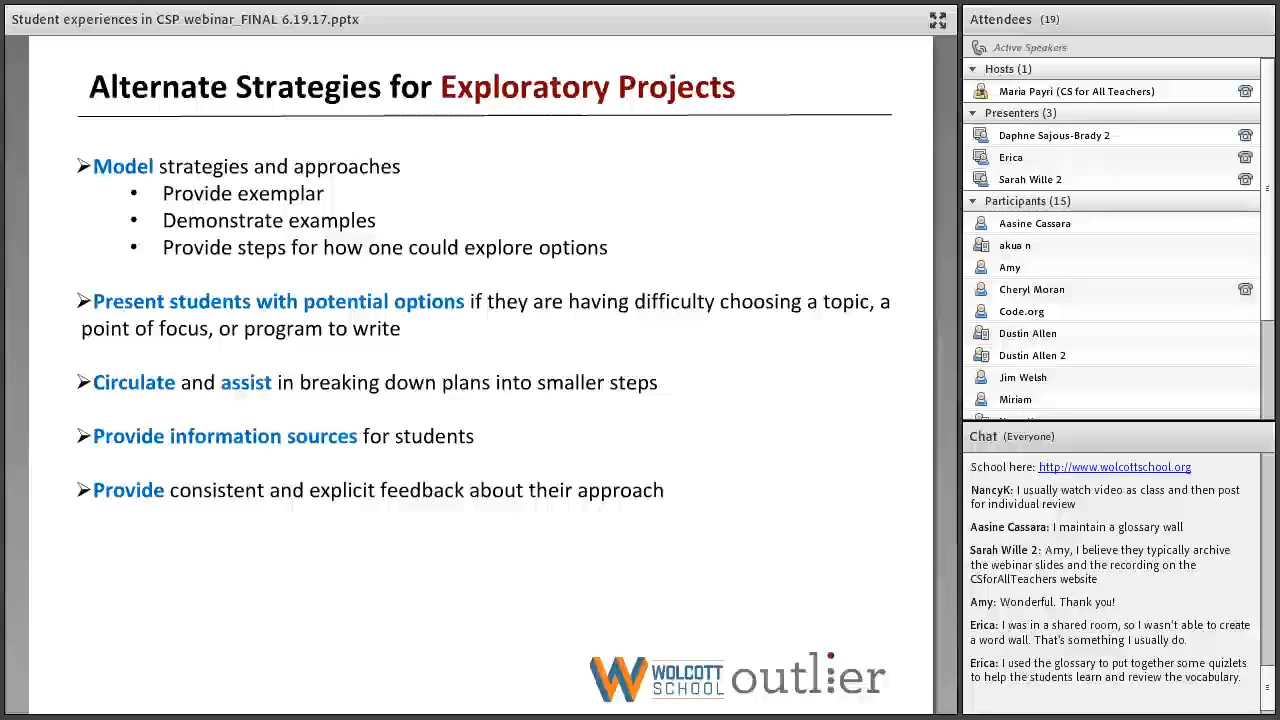 Student experiences in CSP webinar_FINAL 6.19.17.pptx
Alternate Strategies for Exploratory Projects
➢Model strategies and approaches
• Provide exemplar
• Demonstrate examples
• Provide steps for how one could explore options
➢Present students with potential options if they are having difficulty choosing a topic, a
point of focus, or program to write
➢Circulate and assist in breaking down plans into smaller steps
➢Provide information sources for students
➢Provide consistent and explicit feedback about their approach
WOLCOTT
SCHOOL
outlier
Attendees (19)
Active Speakers
Hosts (1)
Maria Payri (CS for All Teachers)
Presenters (3)
Daphne Sajous-Brady 2
Erica
Sarah Wille 2
Participants (15)
Aasine Cassara
akua n
Amy
Cheryl Moran
Code.org
Dustin Allen
Dustin Allen 2
Jim Welsh
Miriam
Chat (Everyone)
School here: http://www.wolcottschool.org
NancyK: I usually watch video as class and then post
for individual review
Aasine Cassara: I maintain a glossary wall
Sarah Wille 2: Amy, I believe they typically archive
the webinar slides and the recording on the
CSforAllTeachers website
Amy: Wonderful. Thank you!
Erica: I was in a shared room, so I wasn't able to create
a word wall. That's something I usually do.
Erica: I used the glossary to put together some quizlets
to help the students learn and review the vocabulary.